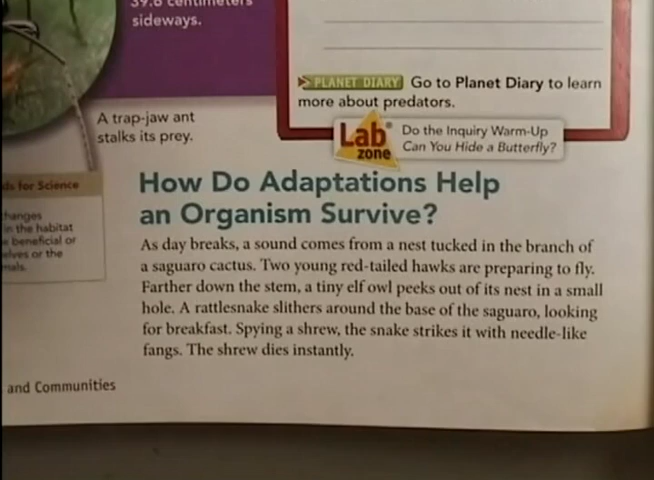 39.6 centimeters
sideways.
A trap-jaw ant
stalks its prey.
PLANET DIARY Go to Planet Diary to learn
more about predators.
Lab
zone
Do the Inquiry Warm-Up
Can You Hide a Butterfly?
for Science
in the habitat
beneficial or
or the
How Do Adaptations Help
an Organism Survive?
As day breaks, a sound comes from a nest tucked in the branch of
a saguaro cactus. Two young red-tailed hawks are preparing to fly.
Farther down the stem, a tiny elf owl peeks out of its nest in a small
hole. A rattlesnake slithers around the base of the saguaro, looking
for breakfast. Spying a shrew, the snake strikes it with needle-like
fangs. The shrew dies instantly.
and Communities